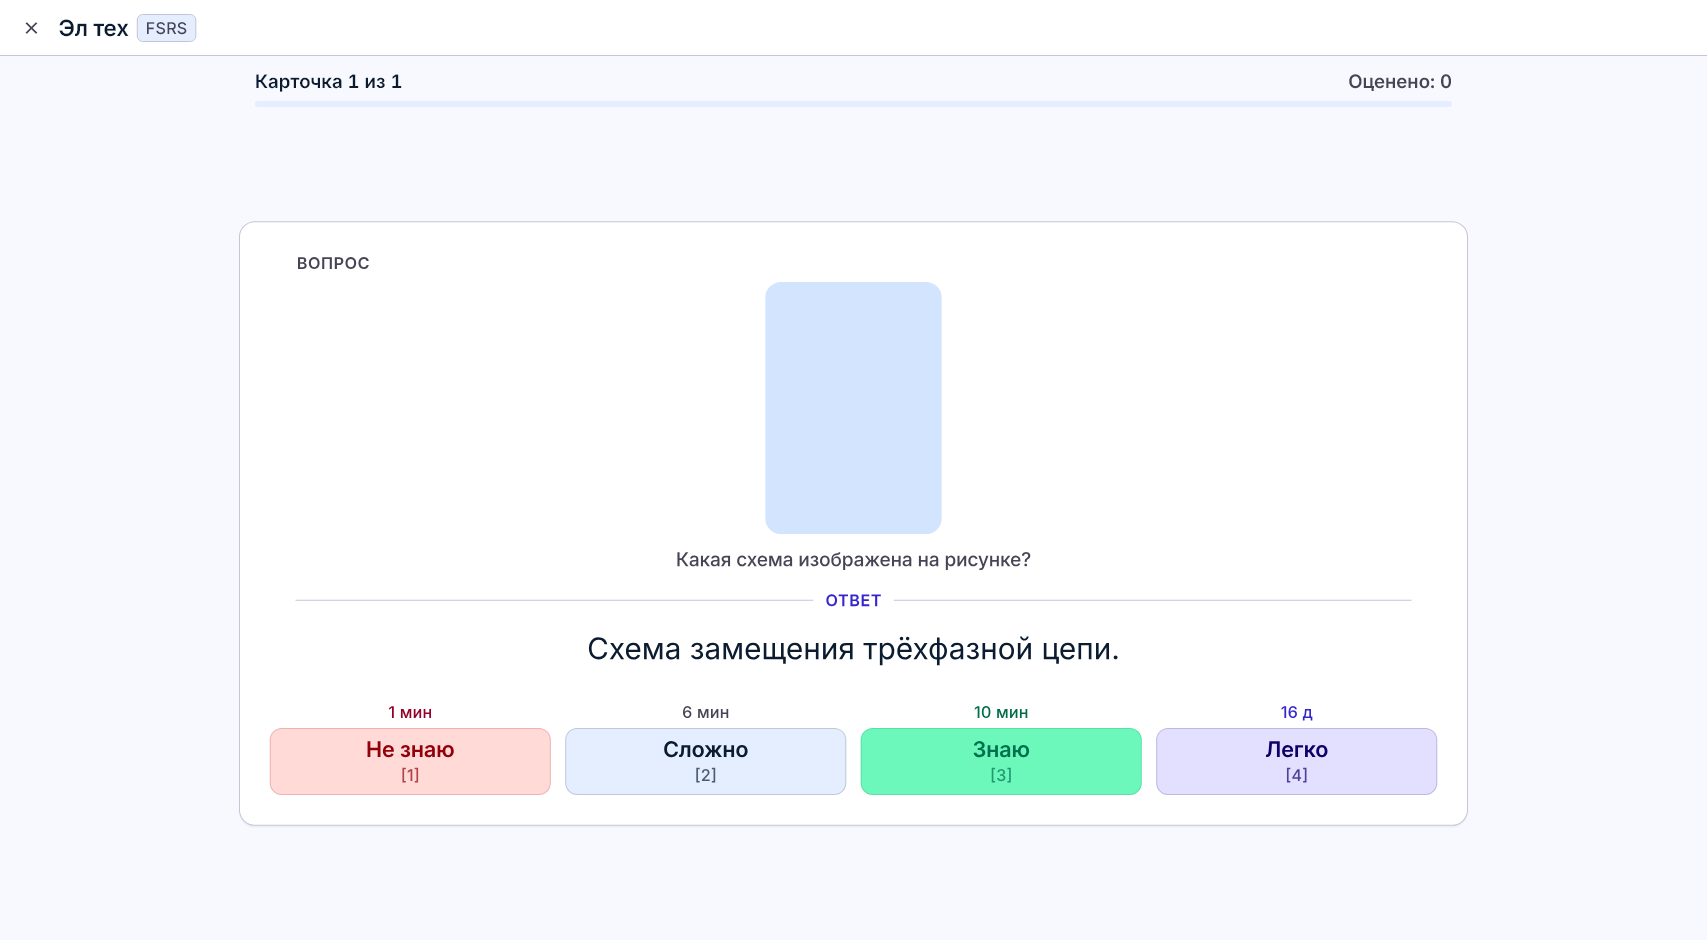 Эл тех FSRS
Карточка 1 из 1
Оценено: 0
ВОПРОС
Какая схема изображена на рисунке?
ОТВЕТ
Схема замещения трёхфазной цепи.
1 мин
Не знаю
[1]
6 мин
Сложно
[2]
10 мин
Знаю
[3]
16 д
Легко
[4]